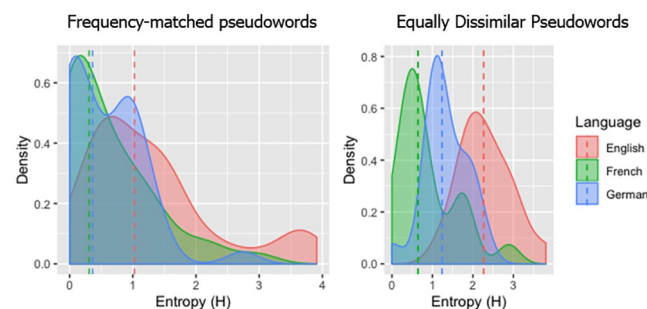 Frequency-matched pseudowords
Equally Dissimilar Pseudowords
Density
0.6
0.4
0.2
0.0
0
1
2
3
4
Entropy (H)
Density
0.8
0.6
0.4
0.2
0.0
0
1
2
3
Entropy (H)
Language
English
French
German